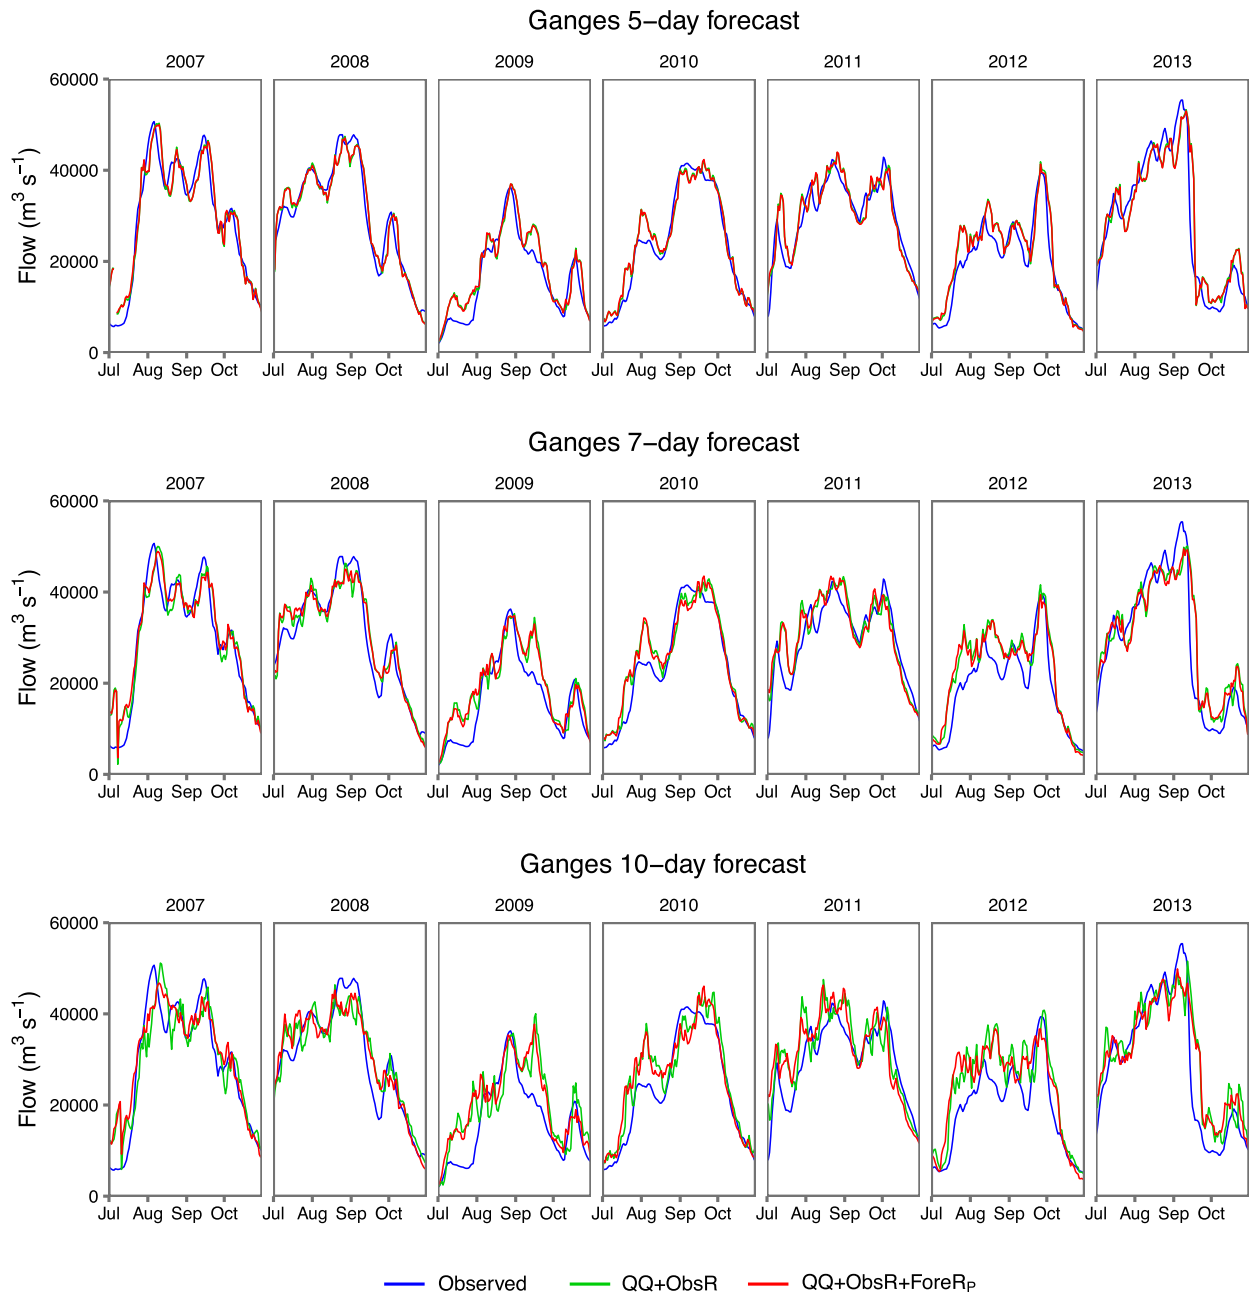 Ganges 5−day forecast
2007 2008 2009 2010 2011 2012 2013
60000
40000
20000
0
Flow (m³ s⁻¹)
Jul Aug Sep Oct Jul Aug Sep Oct Jul Aug Sep Oct Jul Aug Sep Oct Jul Aug Sep Oct Jul Aug Sep Oct Jul Aug Sep Oct
Ganges 7−day forecast
2007 2008 2009 2010 2011 2012 2013
60000
40000
20000
0
Flow (m³ s⁻¹)
Jul Aug Sep Oct Jul Aug Sep Oct Jul Aug Sep Oct Jul Aug Sep Oct Jul Aug Sep Oct Jul Aug Sep Oct Jul Aug Sep Oct
Ganges 10−day forecast
2007 2008 2009 2010 2011 2012 2013
60000
40000
20000
0
Flow (m³ s⁻¹)
Jul Aug Sep Oct Jul Aug Sep Oct Jul Aug Sep Oct Jul Aug Sep Oct Jul Aug Sep Oct Jul Aug Sep Oct Jul Aug Sep Oct
Observed QQ+ObsR QQ+ObsR+ForeR_P